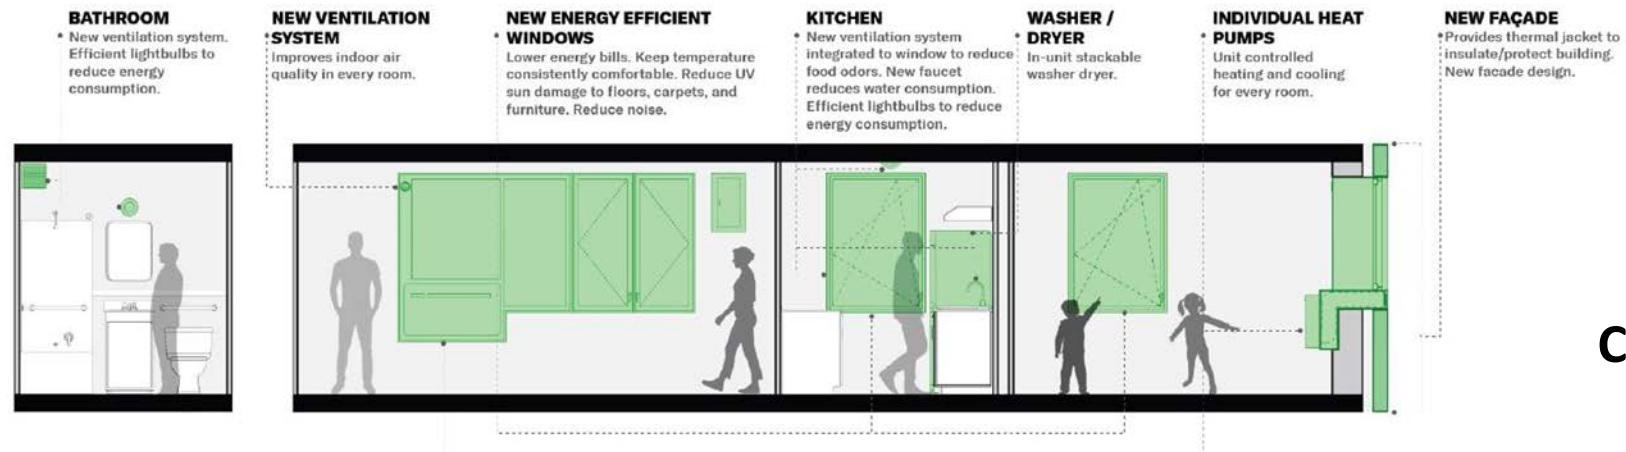 BATHROOM
New ventilation system.
Efficient lightbulbs to
reduce energy
consumption.
NEW VENTILATION
SYSTEM
Improves indoor air
quality in every room.
NEW ENERGY EFFICIENT
WINDOWS
Lower energy bills. Keep temperature
consistently comfortable. Reduce UV
sun damage to floors, carpets, and
furniture. Reduce noise.
KITCHEN
New ventilation system
integrated to window to reduce
food odors. New faucet
reduces water consumption.
Efficient lightbulbs to reduce
energy consumption.
WASHER /
DRYER
In-unit stackable
washer dryer.
INDIVIDUAL HEAT
PUMPS
Unit controlled
heating and cooling
for every room.
NEW FAÇADE
Provides thermal jacket to
insulate/protect building.
New facade design.
C